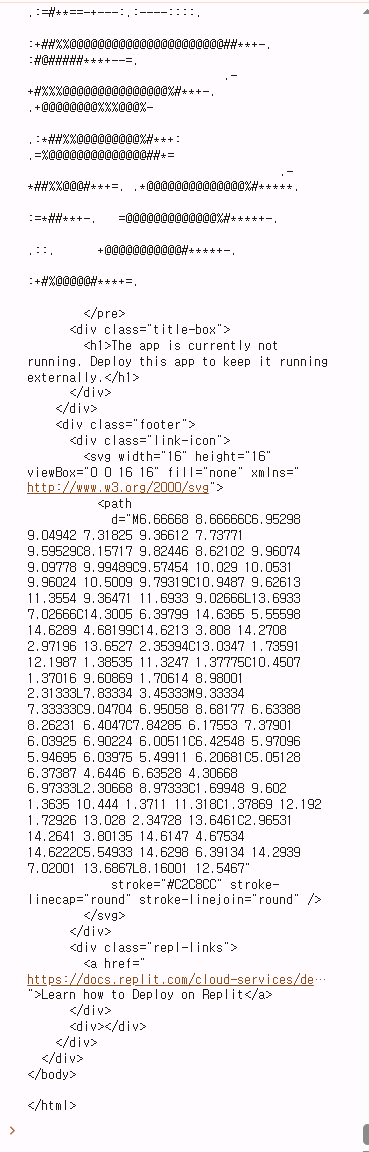 .:=#**==-+---:.:----::::.
:+##%%@@@@@@@@@@@@@@@@@@@@@@##**+-.
:#@#####****+--=.
.-
+#%%%@@@@@@@@@@@@@@@%#**+-.
.+@@@@@@@@%%%@@@%-
.:*##%%@@@@@@@@@%#**+:
.=%@@@@@@@@@@@@@@##*=
.-
*##%%@@@#**+=. .*@@@@@@@@@@@@@@%#*****.
:=*##**+-.   =@@@@@@@@@@@@@%#****+-.
.::.      +@@@@@@@@@@@#****+-.
:+#%@@@@@#****+=.
</pre>
<div class="title-box">
<h1>The app is currently not
running. Deploy this app to keep it running
externally.</h1>
</div>
</div>
<div class="footer">
<div class="link-icon">
<svg width="16" height="16"
viewBox="0 0 16 16" fill="none" xmlns="
http://www.w3.org/2000/svg">
<path
d="M6.66668 8.66666C6.95298
9.04942 7.31825 9.36612 7.73771
9.59529C8.15717 9.82446 8.62102 9.96074
9.09778 9.99489C9.57454 10.029 10.0531
9.96024 10.5009 9.79319C10.9487 9.62613
11.3554 9.36471 11.6933 9.02666L13.6933
7.02666C14.3005 6.39799 14.6365 5.55598
14.6289 4.68199C14.6213 3.808 14.2708
2.97196 13.6527 2.35394C13.0347 1.73591
12.1987 1.38535 11.3247 1.37775C10.4507
1.37016 9.60869 1.70614 8.98001
2.31333L7.83334 3.45333M9.33334
7.33333C9.04704 6.95058 8.68177 6.63388
8.26231 6.4047C7.84285 6.17553 7.37901
6.03925 6.90224 6.00511C6.42548 5.97096
5.94695 6.03975 5.49911 6.20681C5.05128
6.37387 4.6446 6.63528 4.30668
6.97333L2.30668 8.97333C1.69948 9.602
1.3635 10.444 1.3711 11.318C1.37869 12.192
1.72926 13.028 2.34728 13.6461C2.96531
14.2641 3.80135 14.6147 4.67534
14.6222C5.54933 14.6298 6.39134 14.2939
7.02001 13.6867L8.16001 12.5467"
stroke="#C2C8CC" stroke-
linecap="round" stroke-linejoin="round" />
</svg>
</div>
<div class="repl-links">
<a href="
https://docs.replit.com/cloud-services/de…
">Learn how to Deploy on Replit</a>
</div>
<div></div>
</div>
</div>
</body>
</html>
>